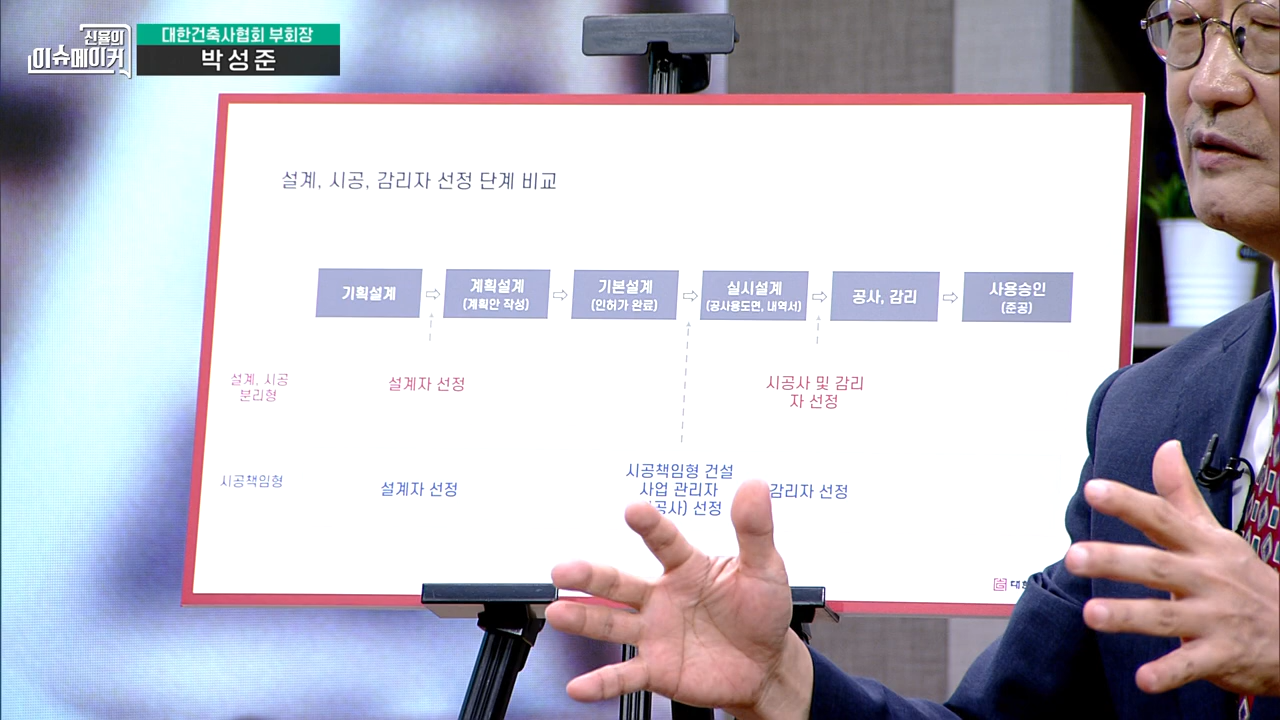 신율의
이슈메이커
대한건축사협회 부회장
박성준
설계, 시공, 감리자 선정 단계 비교
기획설계
계획설계
(계획안 작성)
기본설계
(인허가 완료)
실시설계
(공사용도면, 내역서)
공사, 감리
사용승인
(준공)
설계, 시공
분리형
설계자 선정
시공사 및 감리
자 선정
시공책임형
설계자 선정
시공책임형 건설
사업 관리자
공사) 선정
감리자 선정
대한